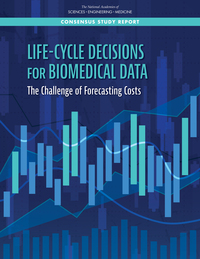 The National Academies of
SCIENCES • ENGINEERING • MEDICINE
CONSENSUS STUDY REPORT
LIFE-CYCLE DECISIONS
FOR BIOMEDICAL DATA
The Challenge of Forecasting Costs